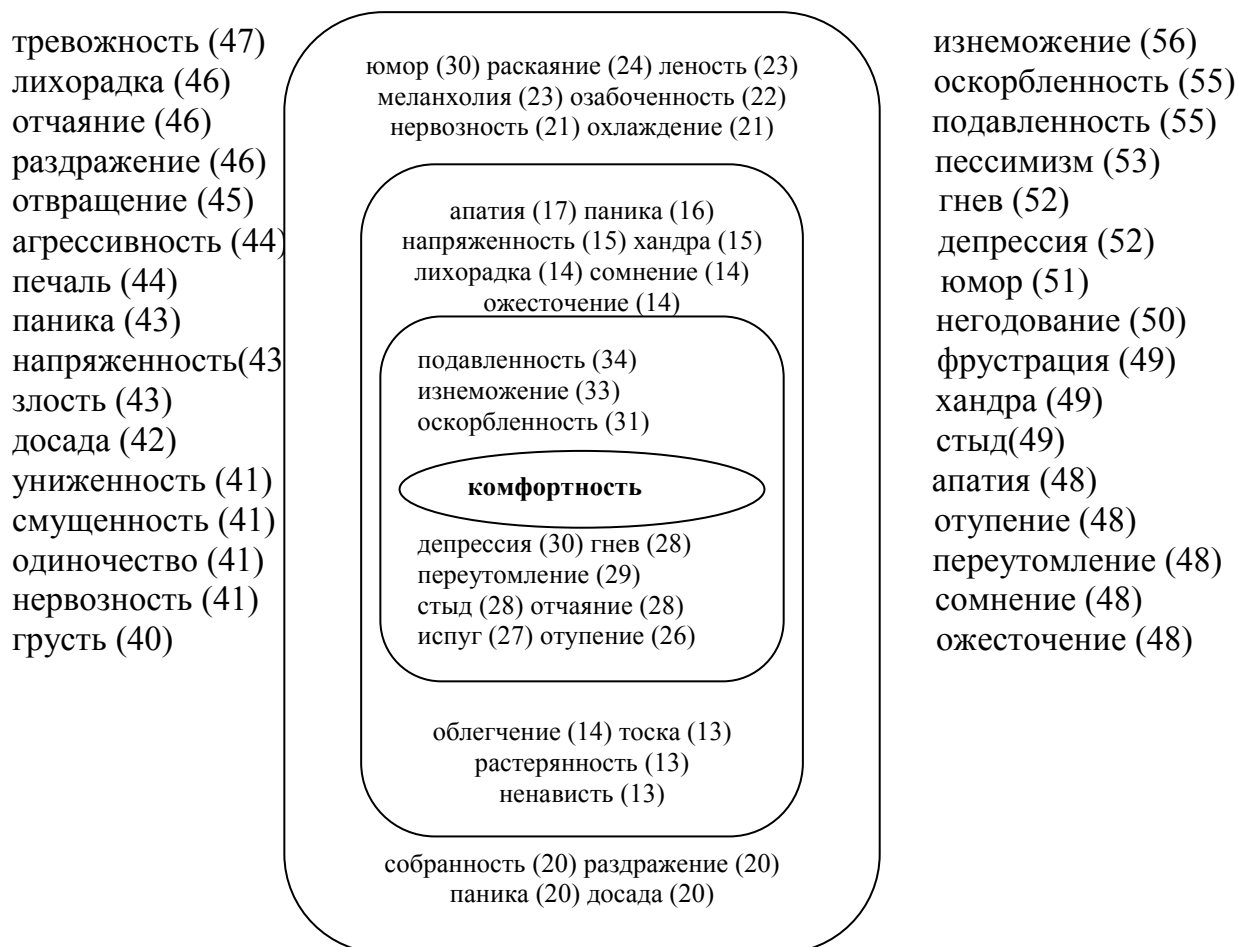 тревожность (47)
лихорадка (46)
отчаяние (46)
раздражение (46)
отвращение (45)
агрессивность (44)
печаль (44)
паника (43)
напряженность(43
злость (43)
досада (42)
униженность (41)
смущенность (41)
одиночество (41)
нервозность (41)
грусть (40)
юмор (30) раскаяние (24) леность (23)
меланхолия (23) озабоченность (22)
нервозность (21) охлаждение (21)
апатия (17) паника (16)
напряженность (15) хандра (15)
лихорадка (14) сомнение (14)
ожесточение (14)
подавленность (34)
изнеможение (33)
оскорбленность (31)
комфортность
депрессия (30) гнев (28)
переутомление (29)
стыд (28) отчаяние (28)
испуг (27) отупение (26)
облегчение (14) тоска (13)
растерянность (13)
ненависть (13)
собранность (20) раздражение (20)
паника (20) досада (20)
изнеможение (56)
оскорбленность (55)
подавленность (55)
пессимизм (53)
гнев (52)
депрессия (52)
юмор (51)
негодование (50)
фрустрация (49)
хандра (49)
стыд(49)
апатия (48)
отупение (48)
переутомление (48)
сомнение (48)
ожесточение (48)